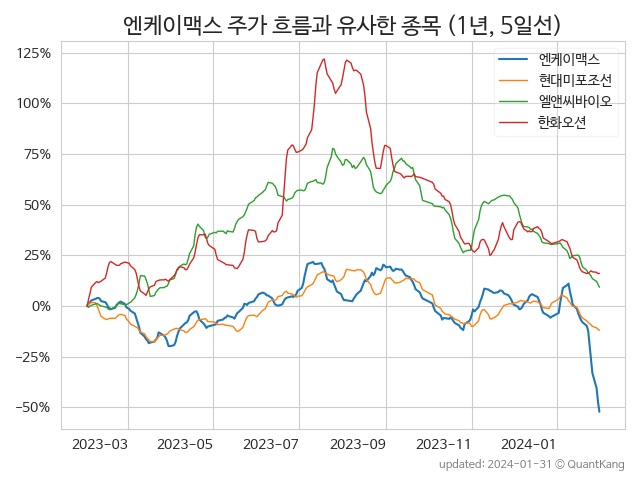 엔케이맥스 주가 흐름과 유사한 종목 (1년, 5일선)
엔케이맥스
현대미포조선
엘앤씨바이오
한화오션
125%
100%
75%
50%
25%
0%
−25%
−50%
2023-03
2023-05
2023-07
2023-09
2023-11
2024-01
updated: 2024-01-31 © QuantKang